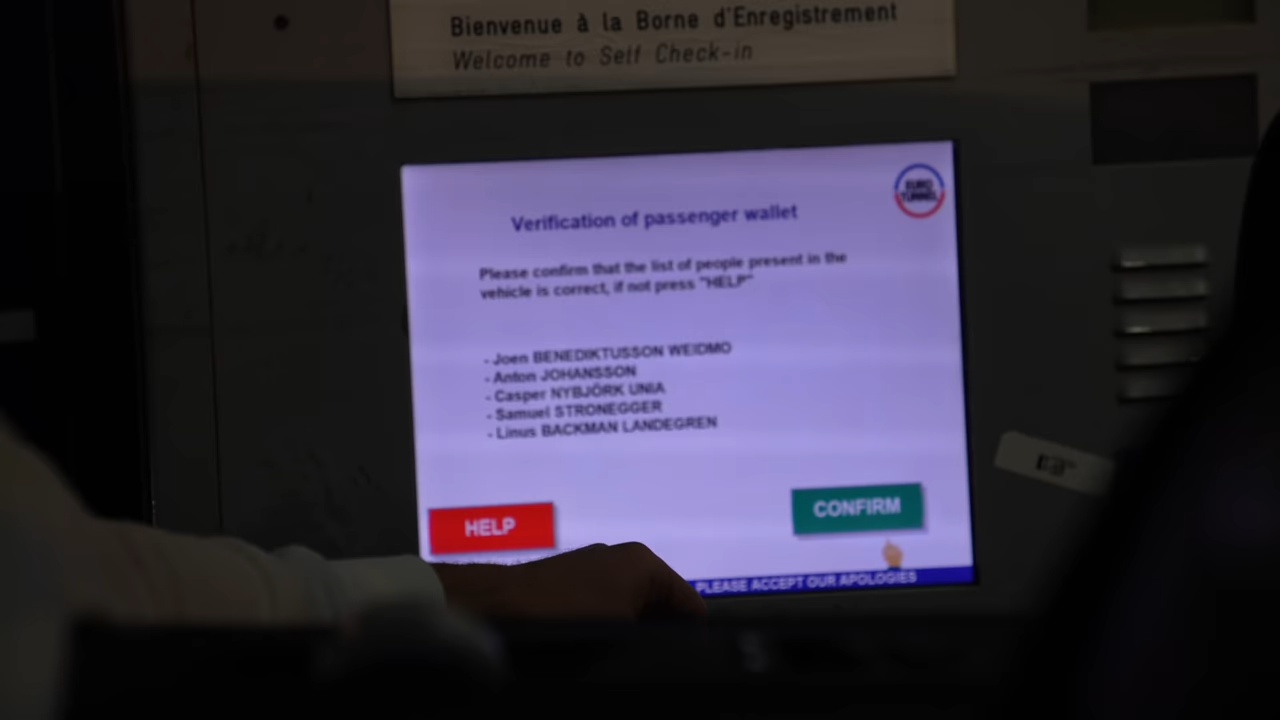 Bienvenue à la Borne d'Enregistrement
Welcome to Self Check-in
EURO
TUNNEL
Verification of passenger wallet
Please confirm that the list of people present in the
vehicle is correct, if not press "HELP"
- Joen BENEDIKTUSSON WEIDMO
- Anton JOHANSSON
- Casper NYBJÖRK UNIA
- Samuel STRONEGGER
- Linus BACKMAN LANDEGREN
HELP
CONFIRM
PLEASE ACCEPT OUR APOLOGIES